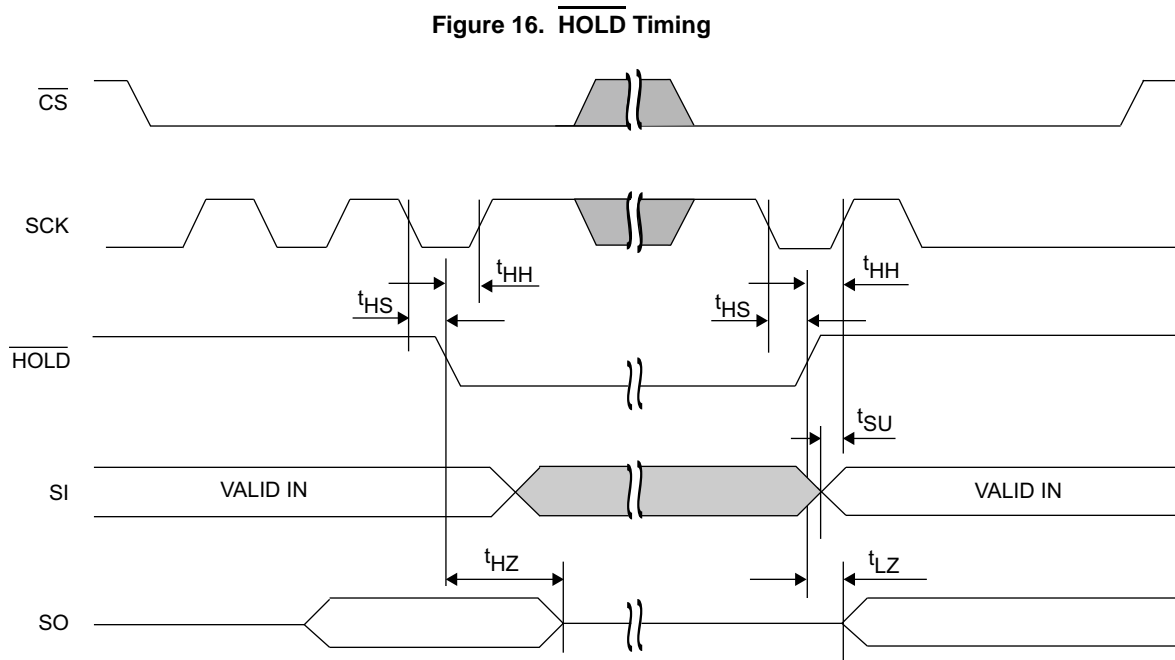 Figure 16. HOLD Timing
CS
SCK
tHH
tHH
tHS
tHS
HOLD
tSU
SI
VALID IN
VALID IN
tHZ
tLZ
SO